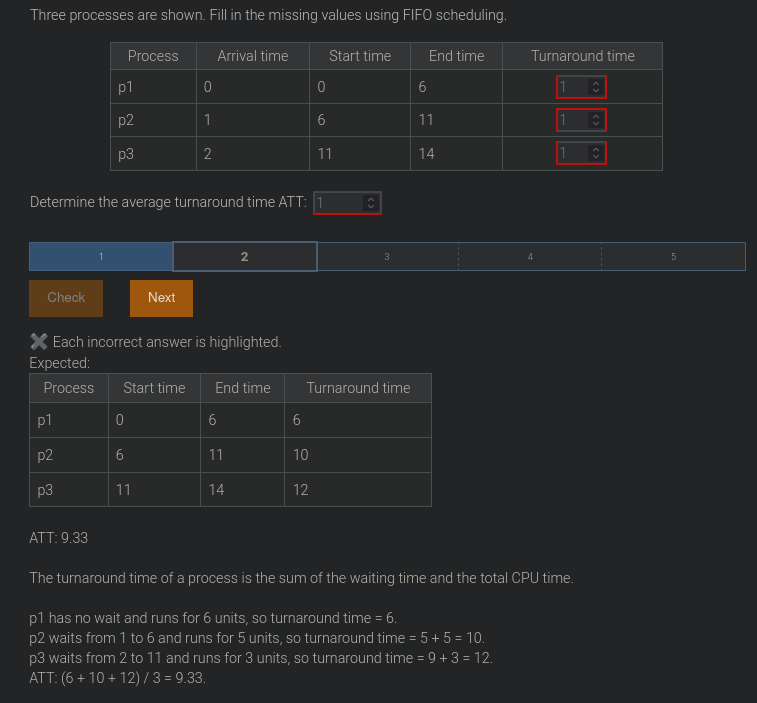 Three processes are shown. Fill in the missing values using FIFO scheduling.
Process Arrival time Start time End time Turnaround time
p1 0 0 6 1
p2 1 6 11 1
p3 2 11 14 1
Determine the average turnaround time ATT: 1
1 2 3 4 5
Check Next
Each incorrect answer is highlighted.
Expected:
Process Start time End time Turnaround time
p1 0 6 6
p2 6 11 10
p3 11 14 12
ATT: 9.33
The turnaround time of a process is the sum of the waiting time and the total CPU time.
p1 has no wait and runs for 6 units, so turnaround time = 6.
p2 waits from 1 to 6 and runs for 5 units, so turnaround time = 5 + 5 = 10.
p3 waits from 2 to 11 and runs for 3 units, so turnaround time = 9 + 3 = 12.
ATT: (6 + 10 + 12) / 3 = 9.33.